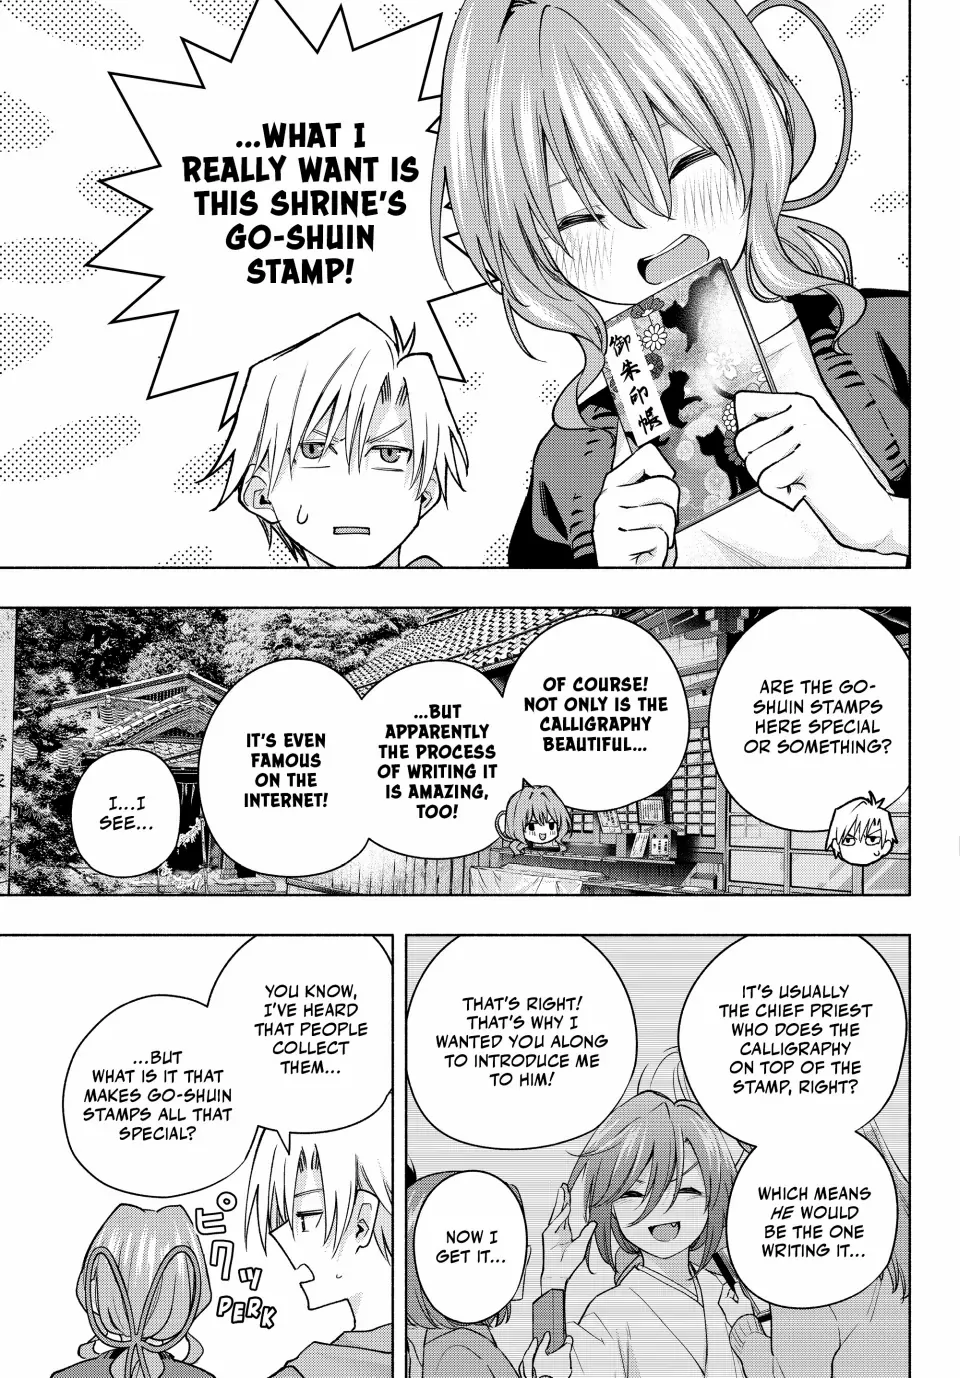 ...WHAT I
REALLY WANT IS
THIS SHRINE'S
GO-SHUIN
STAMP!
御朱印帳
ARE THE GO-
SHUIN STAMPS
HERE SPECIAL
OR SOMETHING?
OF COURSE!
NOT ONLY IS THE
CALLIGRAPHY
BEAUTIFUL...
...BUT
APPARENTLY
THE PROCESS
OF WRITING IT
IS AMAZING,
TOO!
IT'S EVEN
FAMOUS
ON THE
INTERNET!
I...I
SEE...
IT'S USUALLY
THE CHIEF PRIEST
WHO DOES THE
CALLIGRAPHY
ON TOP OF THE
STAMP, RIGHT?
WHICH MEANS
HE WOULD
BE THE ONE
WRITING IT...
THAT'S RIGHT!
THAT'S WHY I
WANTED YOU ALONG
TO INTRODUCE ME
TO HIM!
NOW I
GET IT...
YOU KNOW,
I'VE HEARD
THAT PEOPLE
COLLECT
THEM...
...BUT
WHAT IS IT THAT
MAKES GO-SHUIN
STAMPS ALL THAT
SPECIAL?
ピクッ
PERK